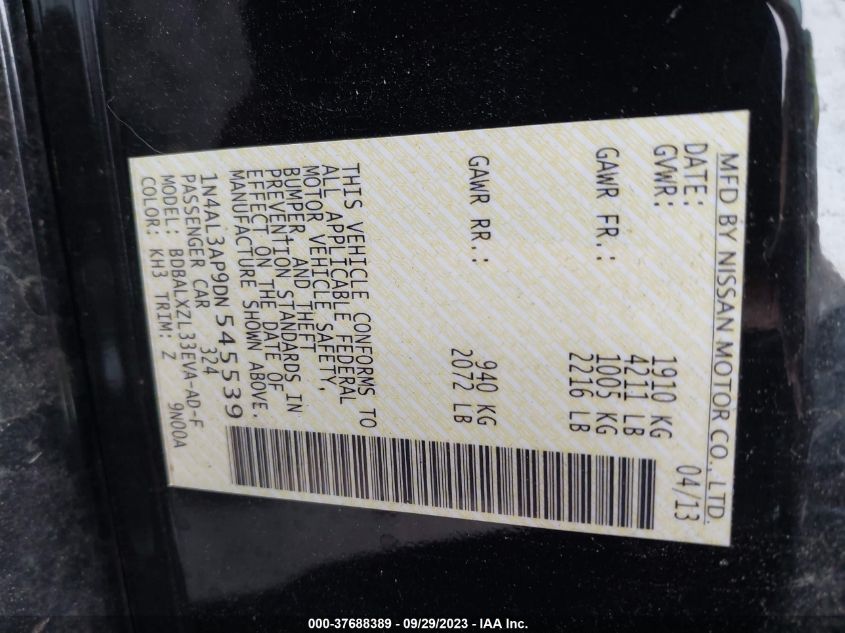 MFD BY NISSAN MOTOR CO., LTD.
DATE: 04/13
GVWR: 1910 KG
4211 LB
GAWR FR.: 1005 KG
2216 LB
GAWR RR.: 940 KG
2072 LB
THIS VEHICLE CONFORMS TO
ALL APPLICABLE FEDERAL
MOTOR VEHICLE SAFETY,
BUMPER, AND THEFT
PREVENTION STANDARDS IN
EFFECT ON THE DATE OF
MANUFACTURE SHOWN ABOVE.
1N4AL3AP9DN545539
PASSENGER CAR 324
MODEL: BDBALXZL33EVA-AD-F
COLOR: KH3 TRIM: Z 9N00A
000-37688389 - 09/29/2023 - IAA Inc.